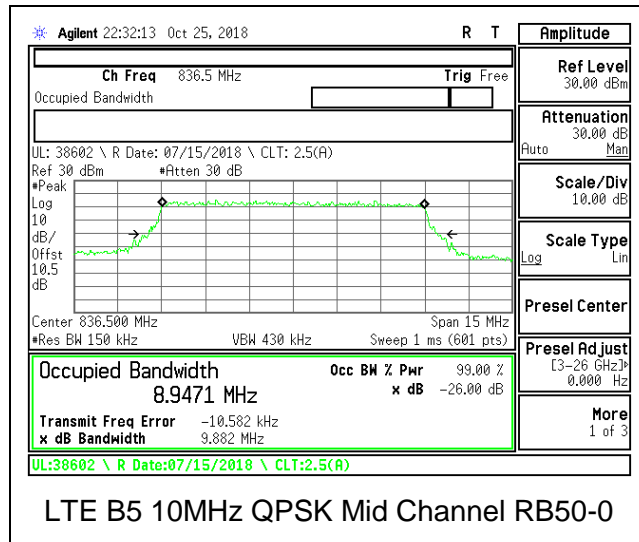 Agilent 22:32:13 Oct 25, 2018 R T
Ch Freq 836.5 MHz Trig Free
Occupied Bandwidth
UL: 38602 \ R Date: 07/15/2018 \ CLT: 2.5(A)
Ref 30 dBm #Atten 30 dB
#Peak
Log
10
dB/
Offst
10.5
dB
Center 836.500 MHz Span 15 MHz
#Res BW 150 kHz VBW 430 kHz Sweep 1 ms (601 pts)
Occupied Bandwidth Occ BW % Pwr 99.00 %
8.9471 MHz x dB -26.00 dB
Transmit Freq Error -10.582 kHz
x dB Bandwidth 9.882 MHz
UL:38602 \ R Date:07/15/2018 \ CLT:2.5(A)
Amplitude
Ref Level
30.00 dBm
Attenuation
30.00 dB
Auto Man
Scale/Div
10.00 dB
Scale Type
Log Lin
Presel Center
Presel Adjust
[3-26 GHz]
0.000 Hz
More
1 of 3
LTE B5 10MHz QPSK Mid Channel RB50-0